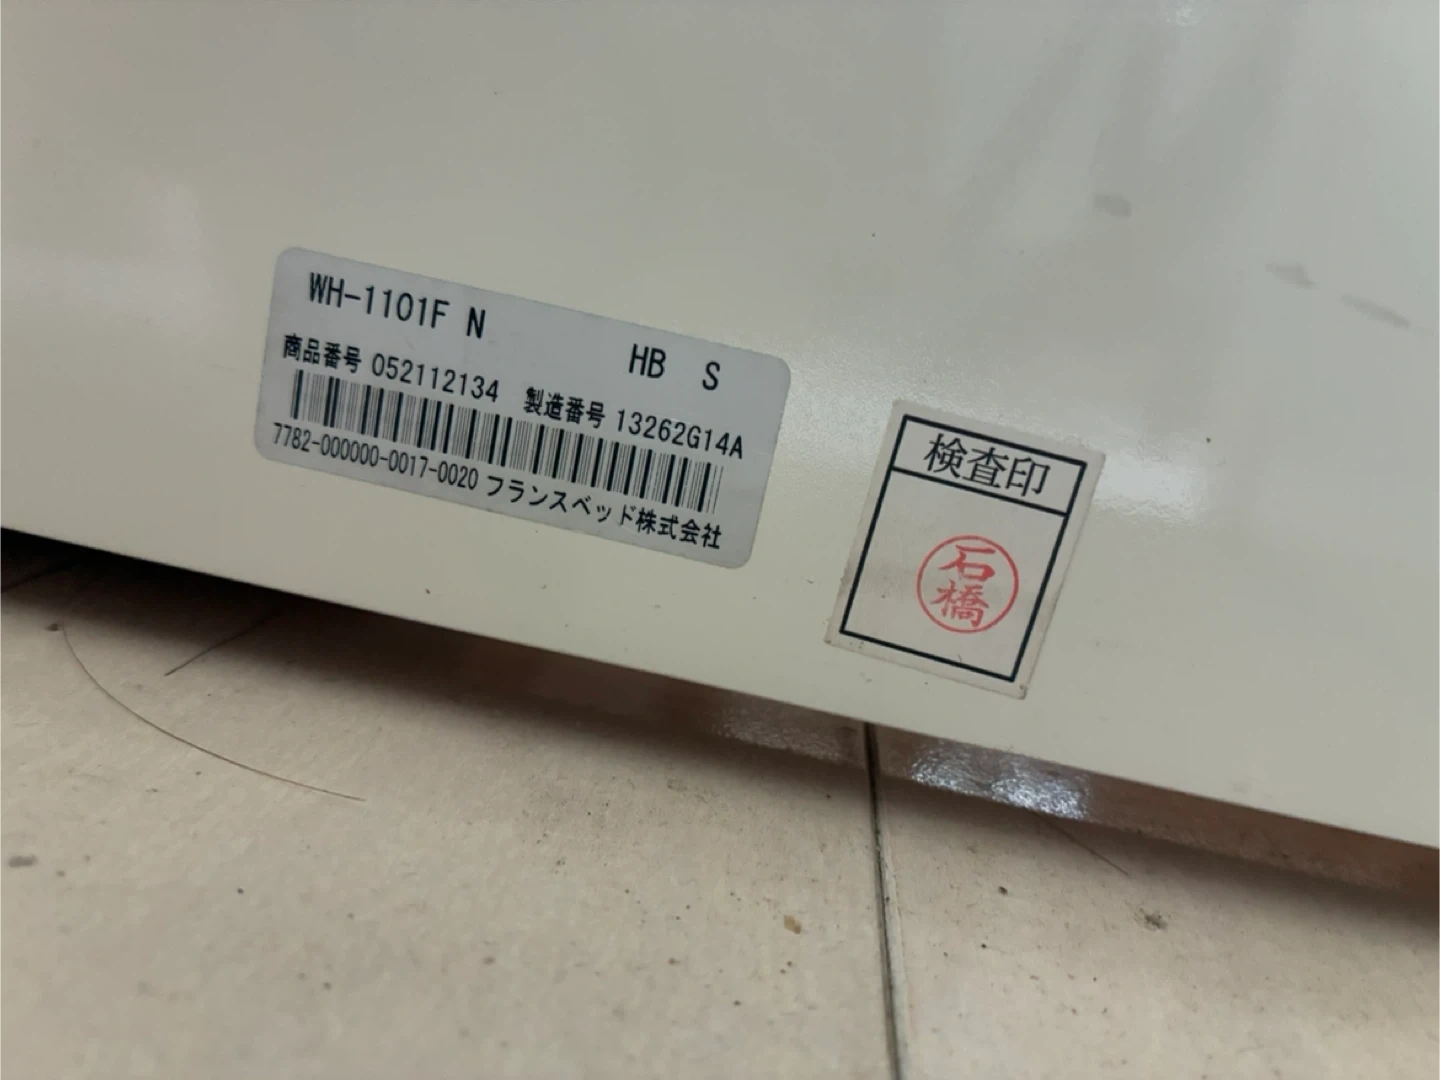 WH-1101F N
HB S
商品番号 052112134 製造番号 13262G14A
7782-000000-0017-0020 フランスベッド株式会社
検査印
石
橋